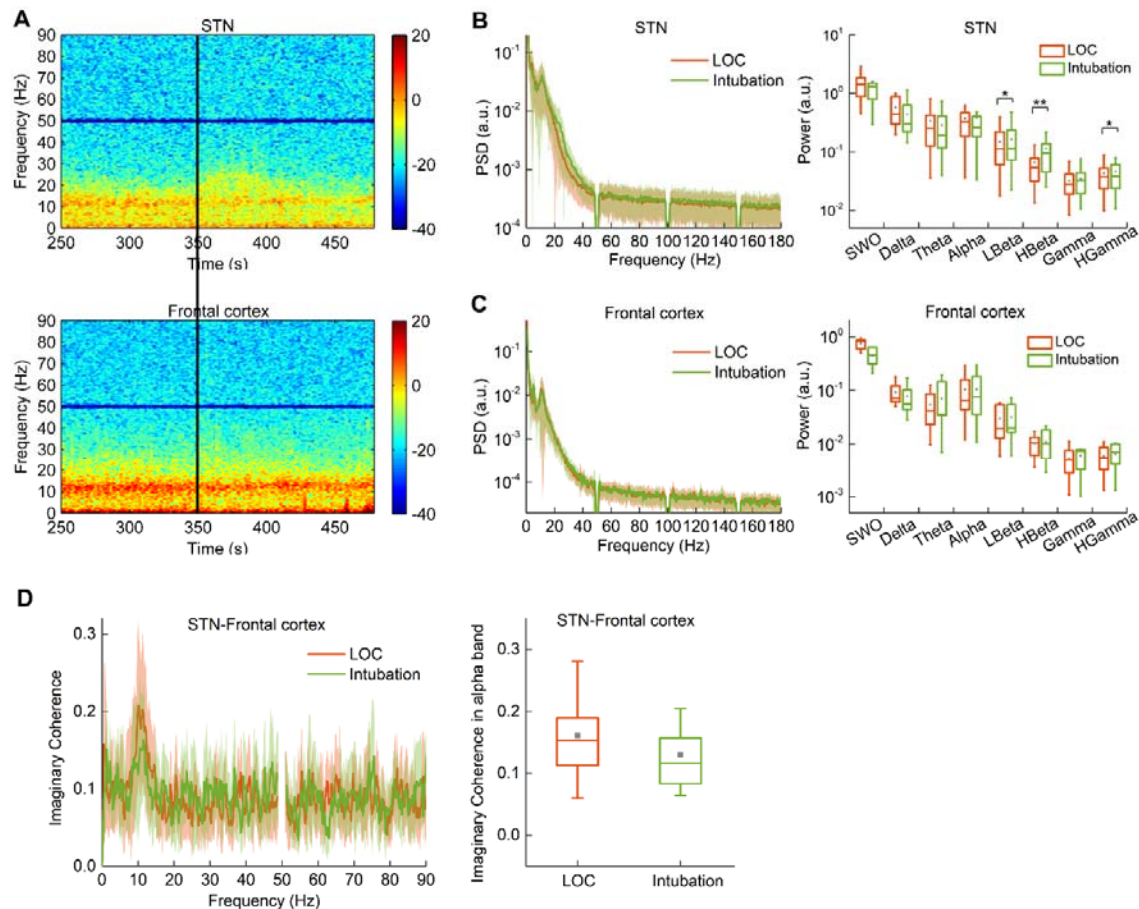 A
STN
Frequency (Hz)
90
80
70
60
50
40
30
20
10
0
250 300 350 400 450
Time (s)
20
0
-20
-40
Frontal cortex
Frequency (Hz)
90
80
70
60
50
40
30
20
10
0
250 300 350 400 450
Time (s)
20
0
-20
-40
B
STN
LOC
Intubation
PSD (a.u.)
10⁻¹
10⁻²
10⁻³
10⁻⁴
0 20 40 60 80 100 120 140 160 180
Frequency (Hz)
STN
LOC
Intubation
* ** *
Power (a.u.)
10¹
10⁰
10⁻¹
10⁻²
SWO Delta Theta Alpha LBeta HBeta Gamma HGamma
C
Frontal cortex
LOC
Intubation
PSD (a.u.)
10⁻¹
10⁻²
10⁻³
10⁻⁴
0 20 40 60 80 100 120 140 160 180
Frequency (Hz)
Frontal cortex
LOC
Intubation
Power (a.u.)
10⁰
10⁻¹
10⁻²
10⁻³
SWO Delta Theta Alpha LBeta HBeta Gamma HGamma
D
STN-Frontal cortex
LOC
Intubation
Imaginary Coherence
0.3
0.2
0.1
0.0
0 10 20 30 40 50 60 70 80 90
Frequency (Hz)
STN-Frontal cortex
Imaginary Coherence in alpha band
0.3
0.2
0.1
0.0
LOC Intubation